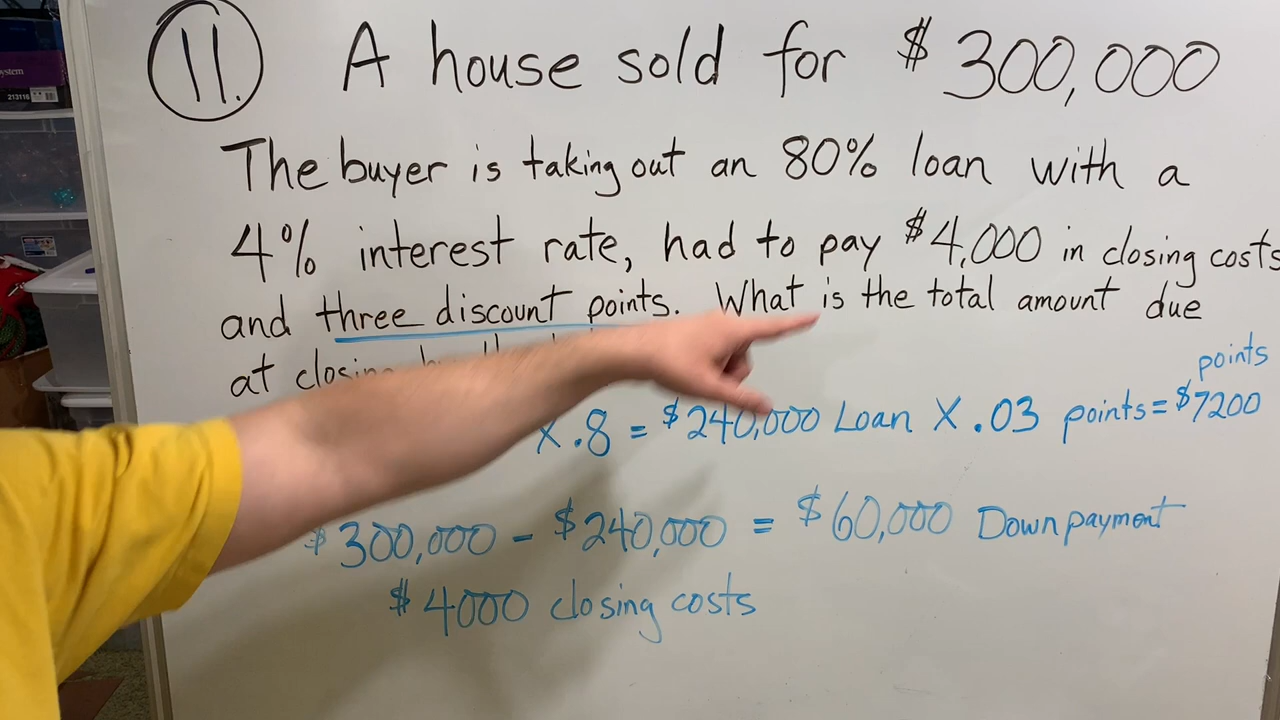 11. A house sold for $300,000
The buyer is taking out an 80% loan with a
4% interest rate, had to pay $4,000 in closing costs
and three discount points. What is the total amount due
at closing
points
x .8 = $240,000 Loan X .03 points = $7200
$300,000 - $240,000 = $60,000 Down payment
$4000 closing costs
213116